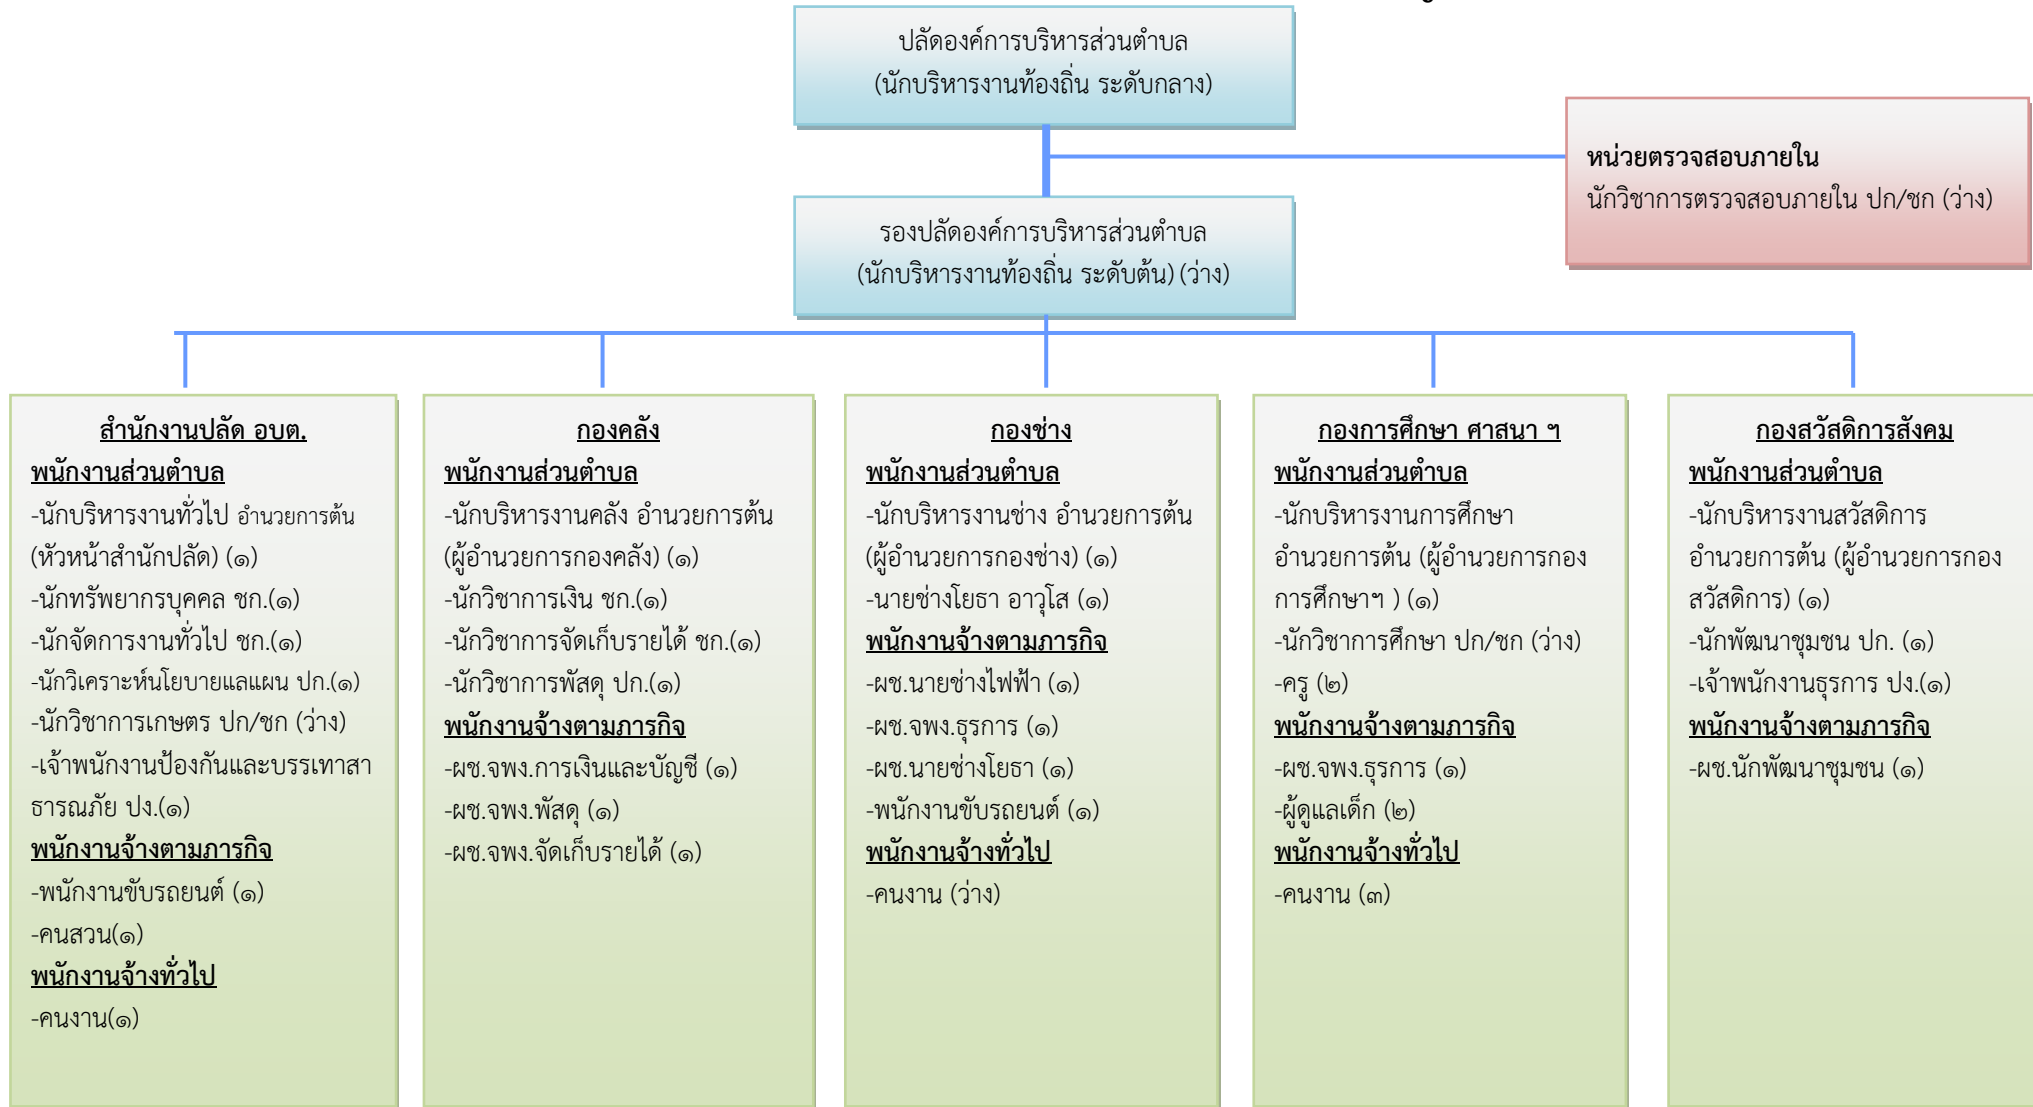 ปลัดองค์การบริหารส่วนตำบล
(นักบริหารงานท้องถิ่น ระดับกลาง)
หน่วยตรวจสอบภายใน
นักวิชาการตรวจสอบภายใน ปก/ชก (ว่าง)
รองปลัดองค์การบริหารส่วนตำบล
(นักบริหารงานท้องถิ่น ระดับต้น) (ว่าง)
สำนักงานปลัด อบต.
พนักงานส่วนตำบล
-นักบริหารงานทั่วไป อำนวยการต้น
(หัวหน้าสำนักปลัด) (๑)
-นักทรัพยากรบุคคล ชก.(๑)
-นักจัดการงานทั่วไป ชก.(๑)
-นักวิเคราะห์นโยบายแลแผน ปก.(๑)
-นักวิชาการเกษตร ปก/ชก (ว่าง)
-เจ้าพนักงานป้องกันและบรรเทาสา
ธารณภัย ปง.(๑)
พนักงานจ้างตามภารกิจ
-พนักงานขับรถยนต์ (๑)
-คนสวน(๑)
พนักงานจ้างทั่วไป
-คนงาน(๑)
กองคลัง
พนักงานส่วนตำบล
-นักบริหารงานคลัง อำนวยการต้น
(ผู้อำนวยการกองคลัง) (๑)
-นักวิชาการเงิน ชก.(๑)
-นักวิชาการจัดเก็บรายได้ ชก.(๑)
-นักวิชาการพัสดุ ปก.(๑)
พนักงานจ้างตามภารกิจ
-ผช.จพง.การเงินและบัญชี (๑)
-ผช.จพง.พัสดุ (๑)
-ผช.จพง.จัดเก็บรายได้ (๑)
กองช่าง
พนักงานส่วนตำบล
-นักบริหารงานช่าง อำนวยการต้น
(ผู้อำนวยการกองช่าง) (๑)
-นายช่างโยธา อาวุโส (๑)
พนักงานจ้างตามภารกิจ
-ผช.นายช่างไฟฟ้า (๑)
-ผช.จพง.ธุรการ (๑)
-ผช.นายช่างโยธา (๑)
-พนักงานขับรถยนต์ (๑)
พนักงานจ้างทั่วไป
-คนงาน (ว่าง)
กองการศึกษา ศาสนา ฯ
พนักงานส่วนตำบล
-นักบริหารงานการศึกษา
อำนวยการต้น (ผู้อำนวยการกอง
การศึกษาฯ ) (๑)
-นักวิชาการศึกษา ปก/ชก (ว่าง)
-ครู (๒)
พนักงานจ้างตามภารกิจ
-ผช.จพง.ธุรการ (๑)
-ผู้ดูแลเด็ก (๒)
พนักงานจ้างทั่วไป
-คนงาน (๓)
กองสวัสดิการสังคม
พนักงานส่วนตำบล
-นักบริหารงานสวัสดิการ
อำนวยการต้น (ผู้อำนวยการกอง
สวัสดิการ) (๑)
-นักพัฒนาชุมชน ปก. (๑)
-เจ้าพนักงานธุรการ ปง.(๑)
พนักงานจ้างตามภารกิจ
-ผช.นักพัฒนาชุมชน (๑)